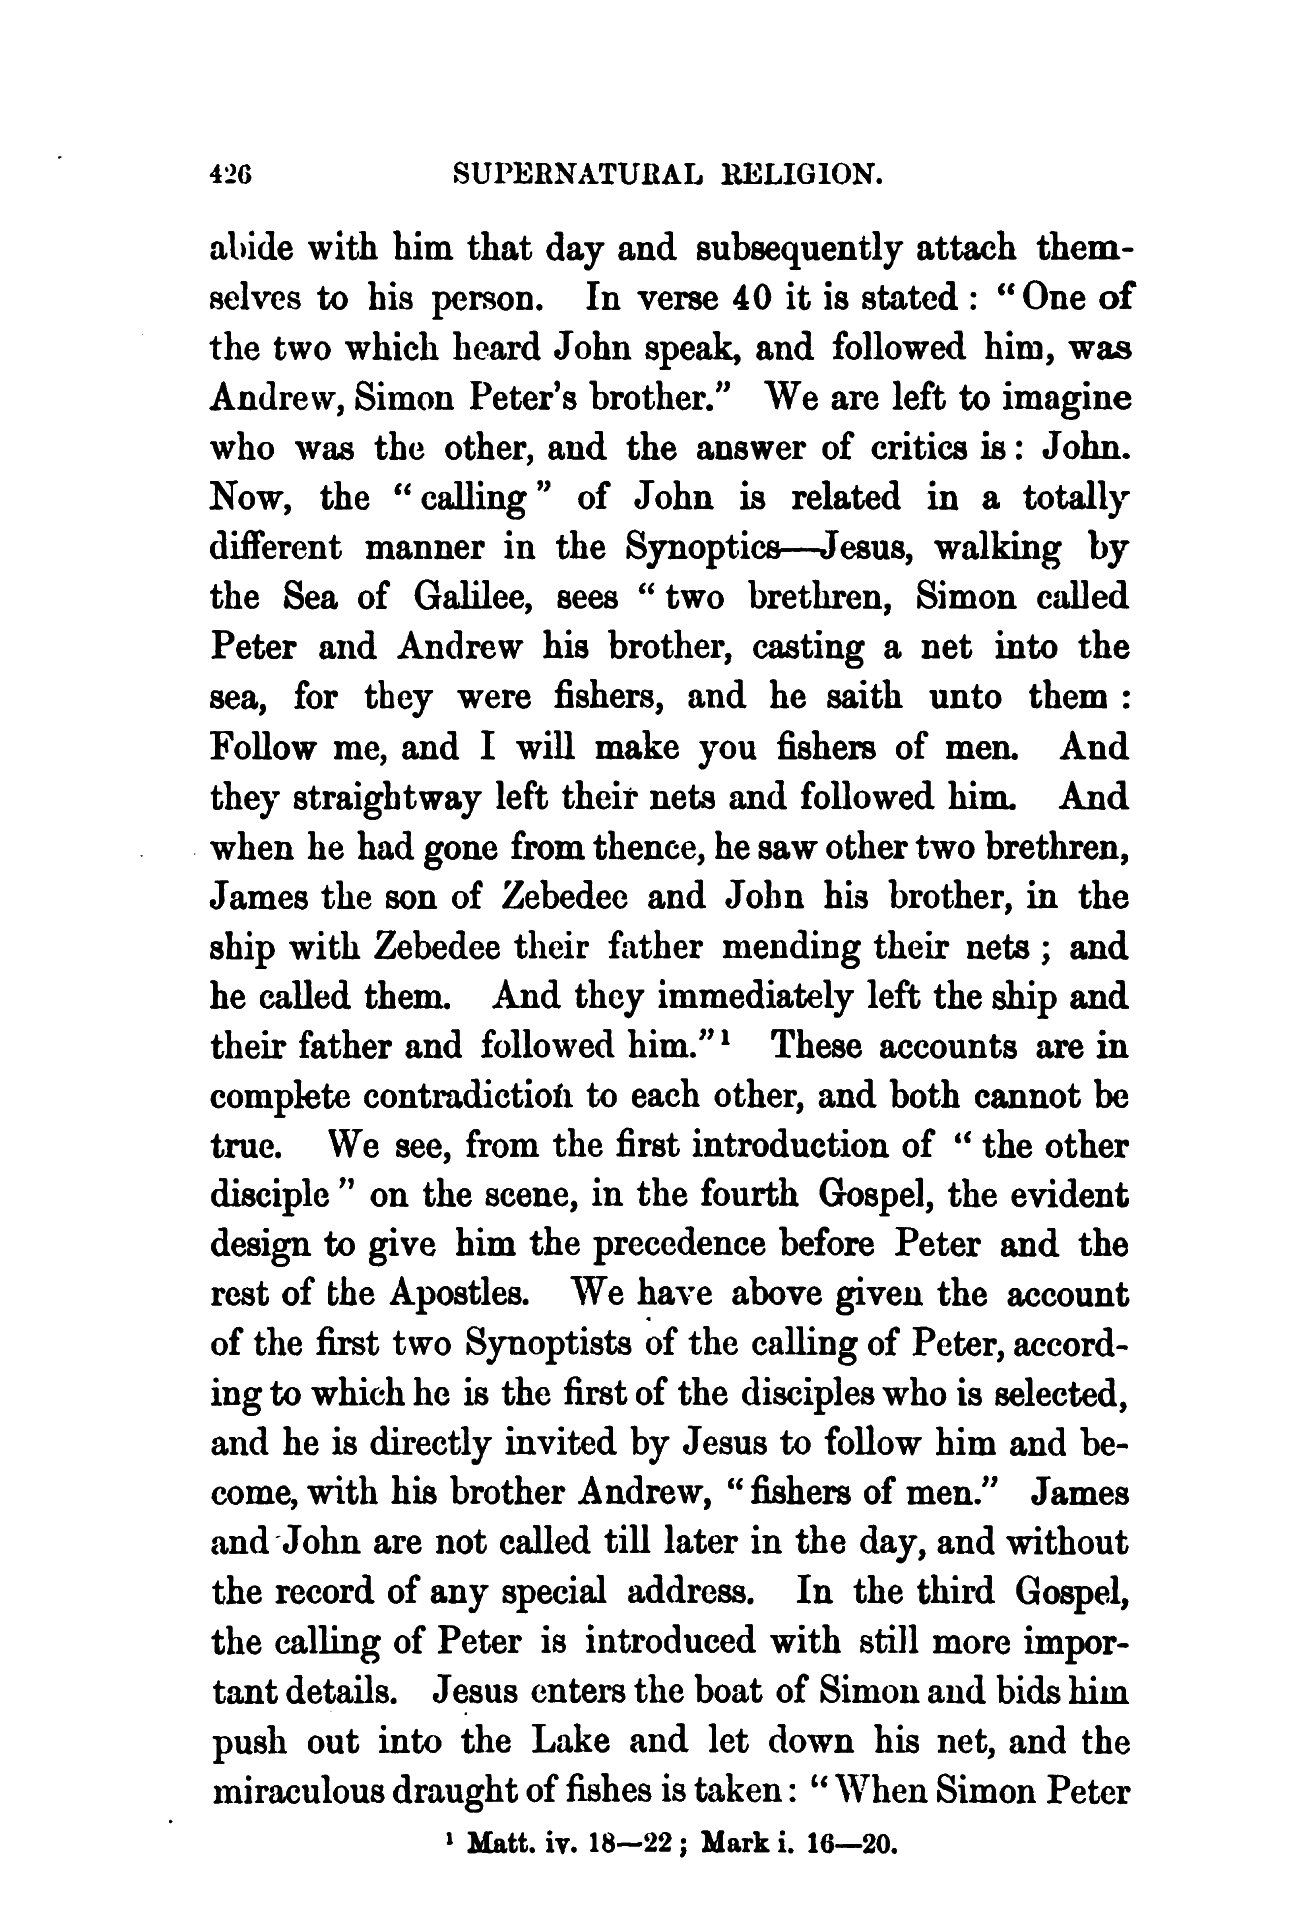 426 SUPERNATURAL RELIGION.
abide with him that day and subsequently attach them-
selves to his person. In verse 40 it is stated : “One of
the two which heard John speak, and followed him, was
Andrew, Simon Peter's brother.” We are left to imagine
who was the other, and the answer of critics is : John.
Now, the “calling” of John is related in a totally
different manner in the Synoptics—Jesus, walking by
the Sea of Galilee, sees “two brethren, Simon called
Peter and Andrew his brother, casting a net into the
sea, for they were fishers, and he saith unto them :
Follow me, and I will make you fishers of men. And
they straightway left their nets and followed him. And
when he had gone from thence, he saw other two brethren,
James the son of Zebedee and John his brother, in the
ship with Zebedee their father mending their nets ; and
he called them. And they immediately left the ship and
their father and followed him.”¹ These accounts are in
complete contradiction to each other, and both cannot be
true. We see, from the first introduction of “the other
disciple” on the scene, in the fourth Gospel, the evident
design to give him the precedence before Peter and the
rest of the Apostles. We have above given the account
of the first two Synoptists of the calling of Peter, accord-
ing to which he is the first of the disciples who is selected,
and he is directly invited by Jesus to follow him and be-
come, with his brother Andrew, “fishers of men.” James
and John are not called till later in the day, and without
the record of any special address. In the third Gospel,
the calling of Peter is introduced with still more impor-
tant details. Jesus enters the boat of Simon and bids him
push out into the Lake and let down his net, and the
miraculous draught of fishes is taken : “When Simon Peter
¹ Matt. iv. 18—22 ; Mark i. 16—20.